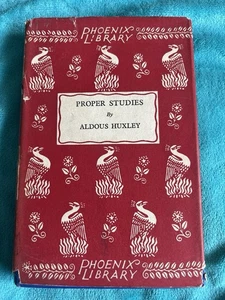 PHOENIX
LIBRARY
PROPER STUDIES
By
ALDOUS HUXLEY
PHOENIX
LIBRARY